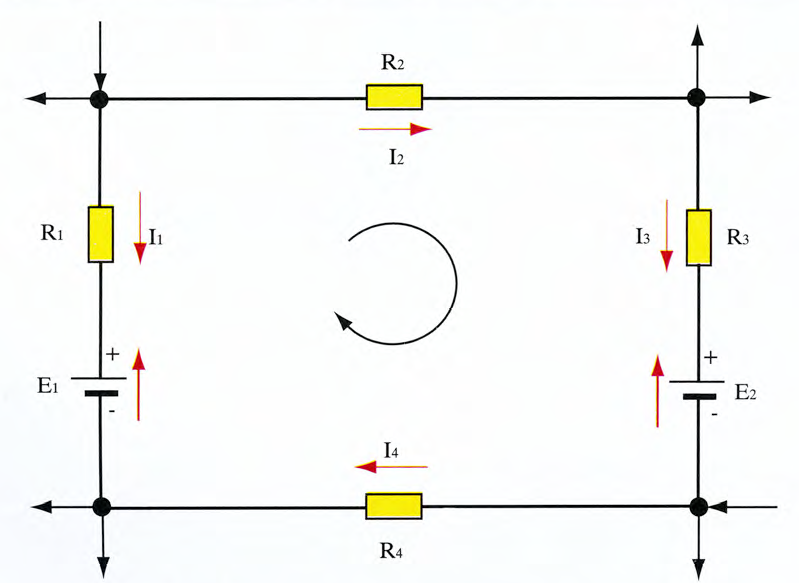 R2
I2
R1
I1
I3
R3
+
+
E1
E2
-
-
I4
R4